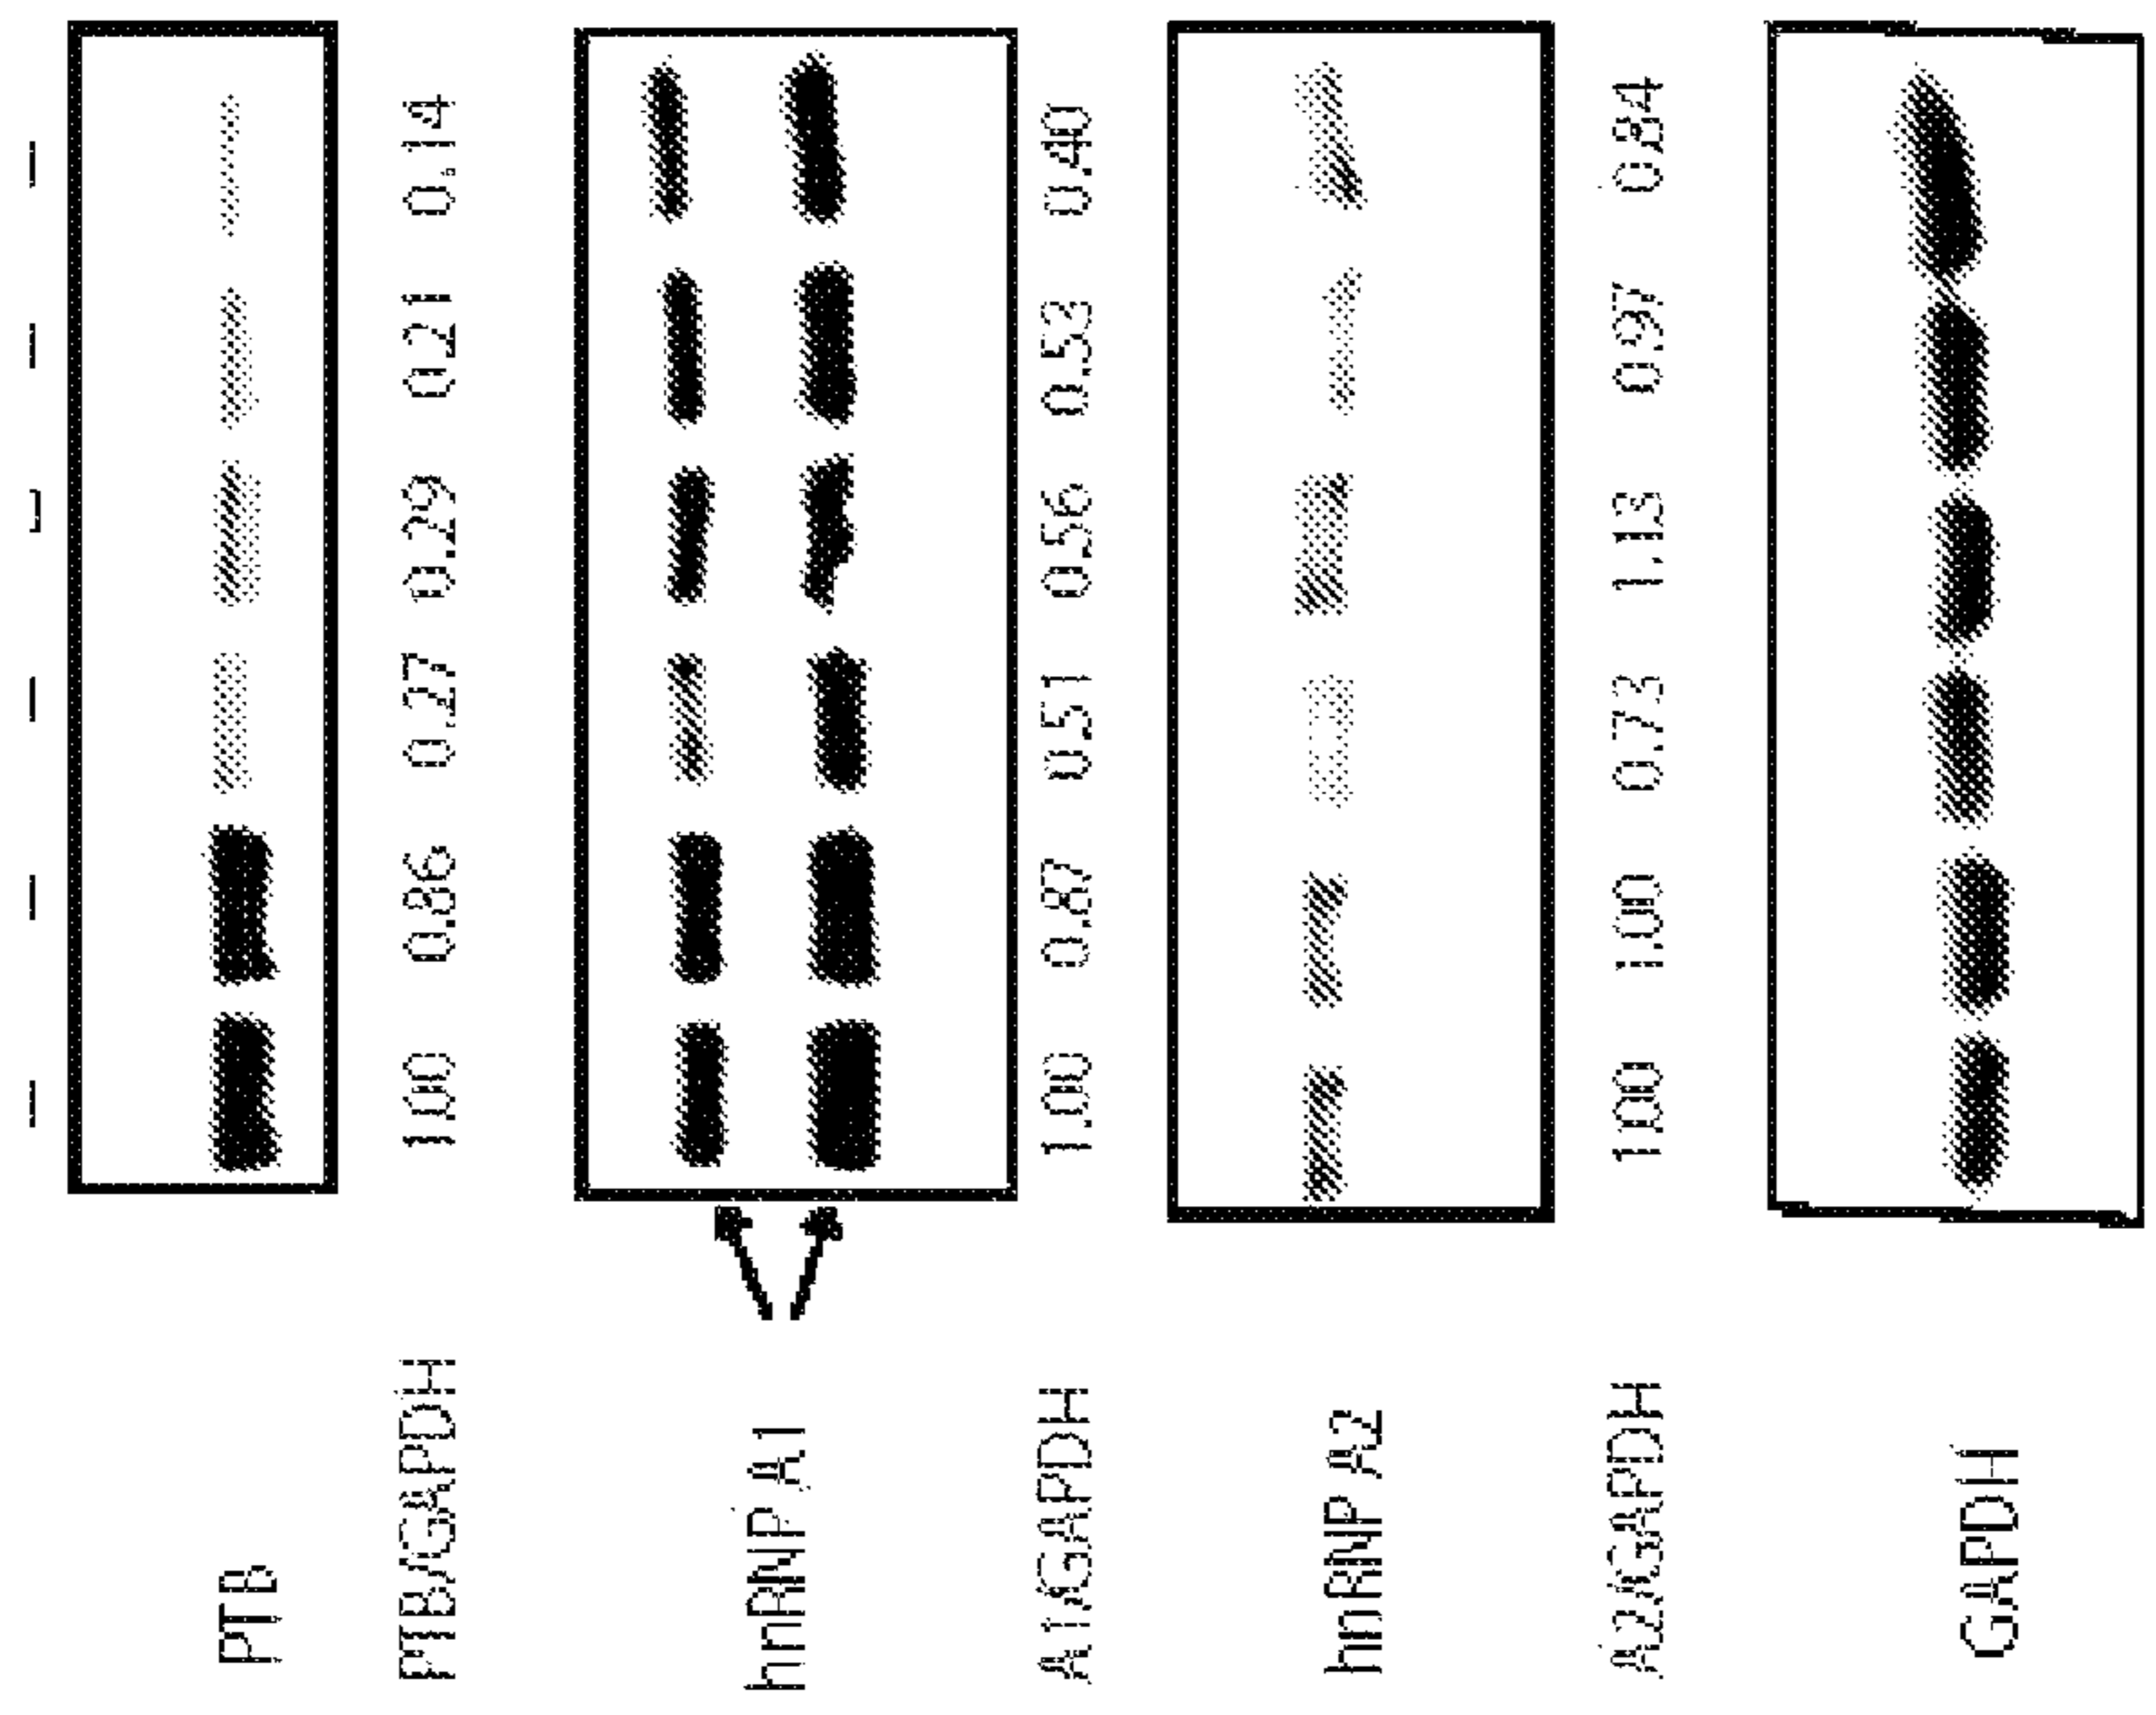 PTB
PTB/GAPDH 1.00 0.86 0.27 0.29 0.21 0.14
hnRNP A1
A1/GAPDH 1.00 0.87 0.51 0.56 0.53 0.40
hnRNP A2
A2/GAPDH 1.00 1.00 0.73 1.13 0.97 0.84
GAPDH